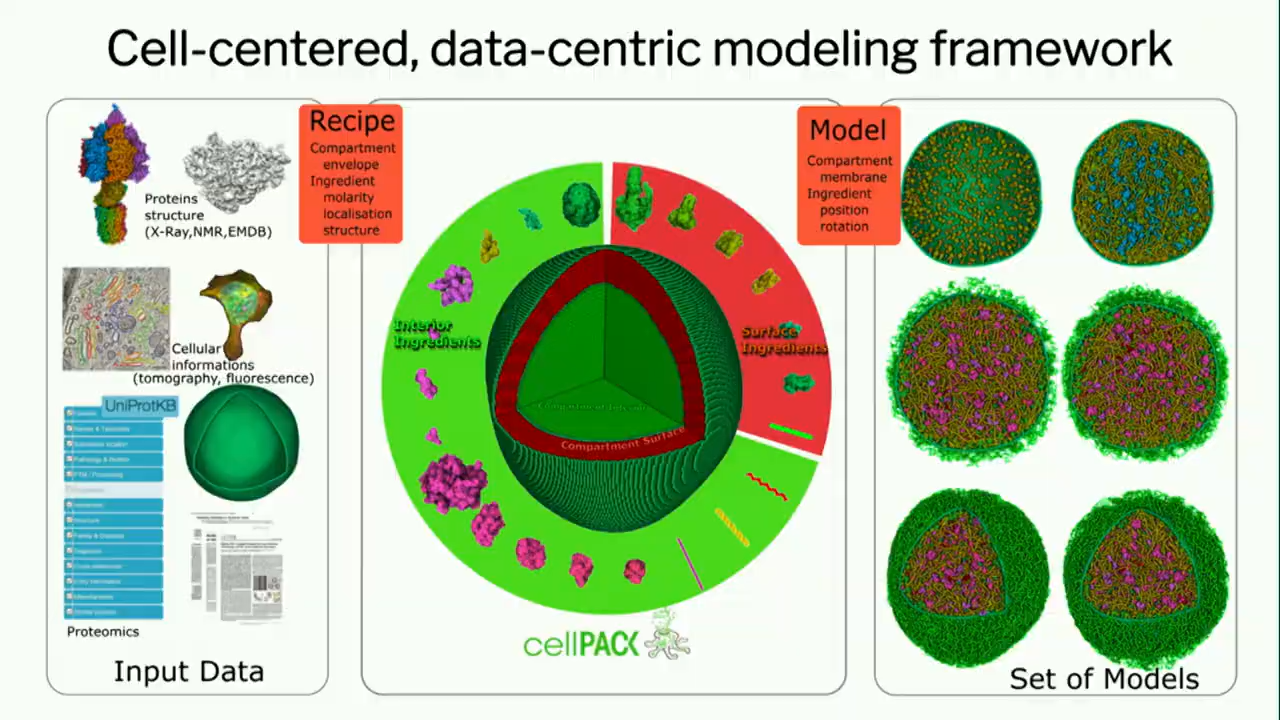 Cell-centered, data-centric modeling framework
Recipe
Compartment
envelope
Ingredient
molarity
localisation
structure
Model
Compartment
membrane
Ingredient
position
rotation
Proteins
structure
(X-Ray,NMR,EMDB)
Cellular
informations
(tomography, fluorescence)
UniProtKB
Proteomics
Input Data
Interior
Ingredients
Surface
Ingredients
Compartment Surface
cellPACK
Set of Models